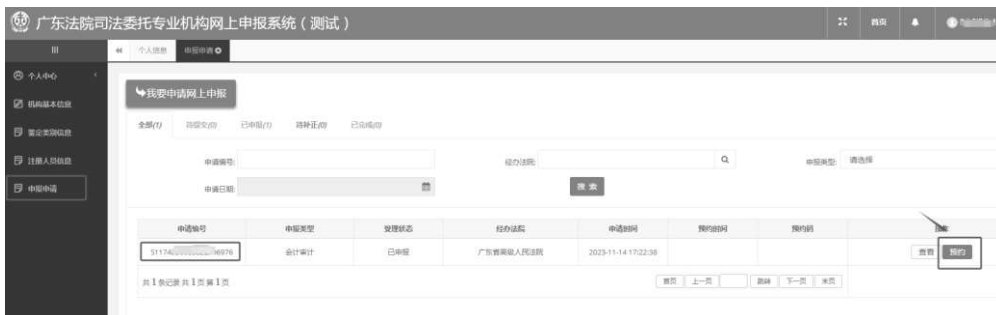 广东法院司法委托专业机构网上申报系统（测试）
首页
个人信息 申报申请
个人中心
机构基本信息
鉴定类别信息
注册人员信息
申报申请
我要申请网上申报
全部(1) 待提交(0) 已申报(1) 待补正(0) 已完成(0)
申请编号: 经办法院: 申报类型: 请选择
申请日期: 搜 索
申请编号 申报类型 受理状态 经办法院 申请时间 预约时间 预约码
51174 会计审计 已申报 广东省高级人民法院 2023-11-14 17:22:58 查看 预约
共 1 条记录 共 1 页 第 1 页 首页 上一页 跳转 下一页 末页